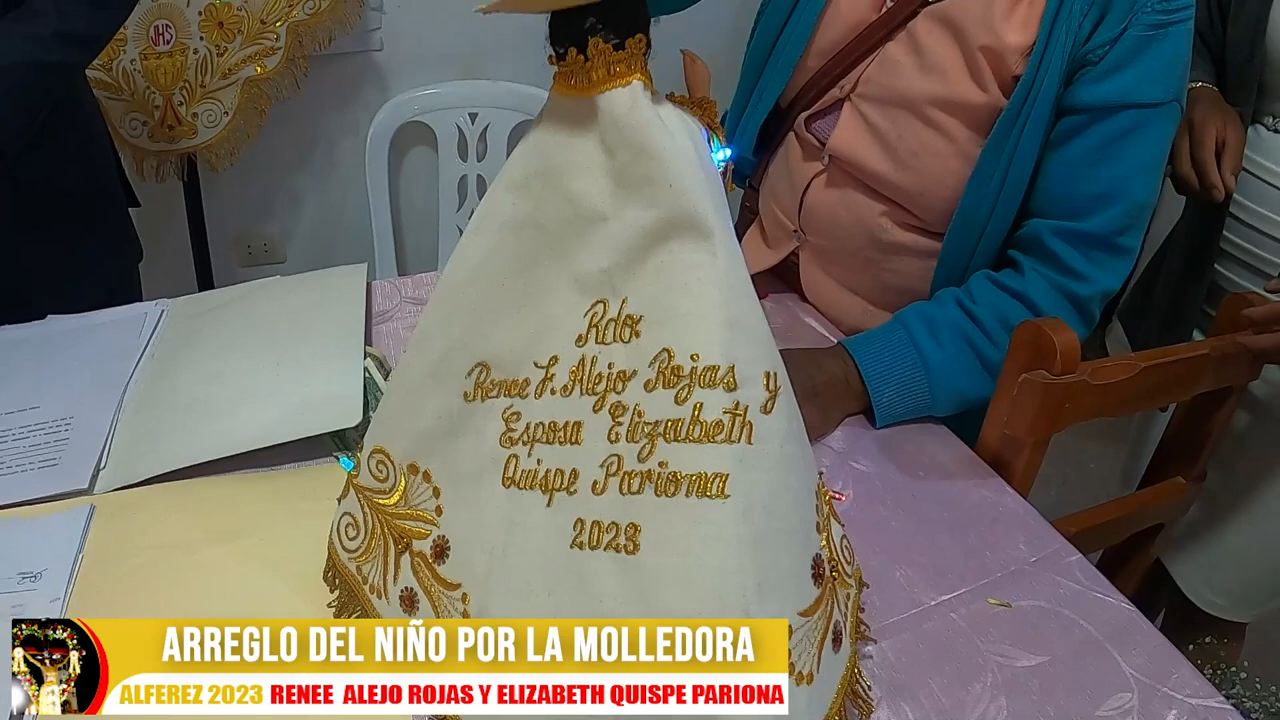 JHS
Rdo:
Renee F. Alejo Rojas y
Esposa Elizabeth
Quispe Pariona
2023
ARREGLO DEL NIÑO POR LA MOLLEDORA
ALFEREZ 2023 RENEE ALEJO ROJAS Y ELIZABETH QUISPE PARIONA